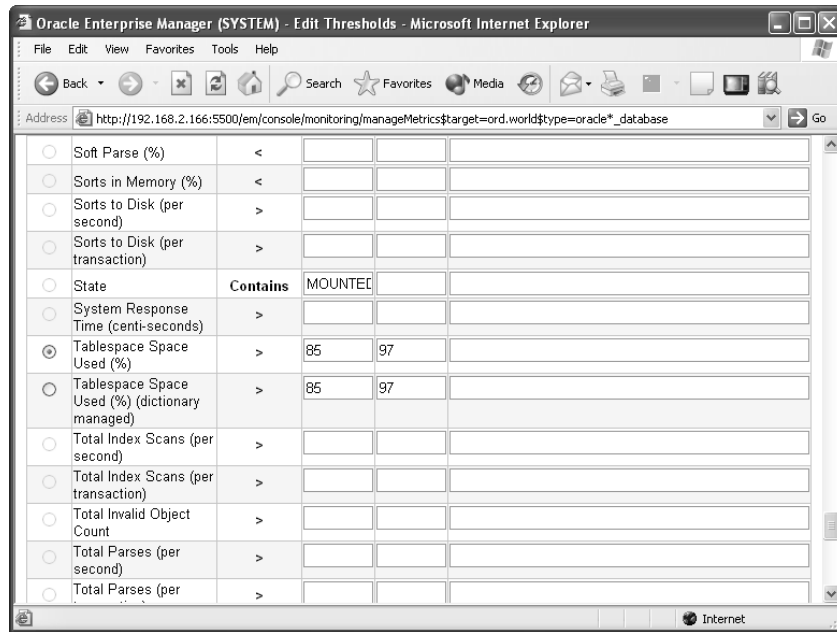 Oracle Enterprise Manager (SYSTEM) - Edit Thresholds - Microsoft Internet Explorer
File Edit View Favorites Tools Help
Back Search Favorites Media
Address http://192.168.2.166:5500/em/console/monitoring/manageMetrics$target=ord.world$type=oracle*_database Go
Soft Parse (%) <
Sorts in Memory (%) <
Sorts to Disk (per
second) >
Sorts to Disk (per
transaction) >
State Contains MOUNTED
System Response
Time (centi-seconds) >
Tablespace Space
Used (%) > 85 97
Tablespace Space
Used (%) (dictionary
managed) > 85 97
Total Index Scans (per
second) >
Total Index Scans (per
transaction) >
Total Invalid Object
Count >
Total Parses (per
second) >
Total Parses (per
>
Internet